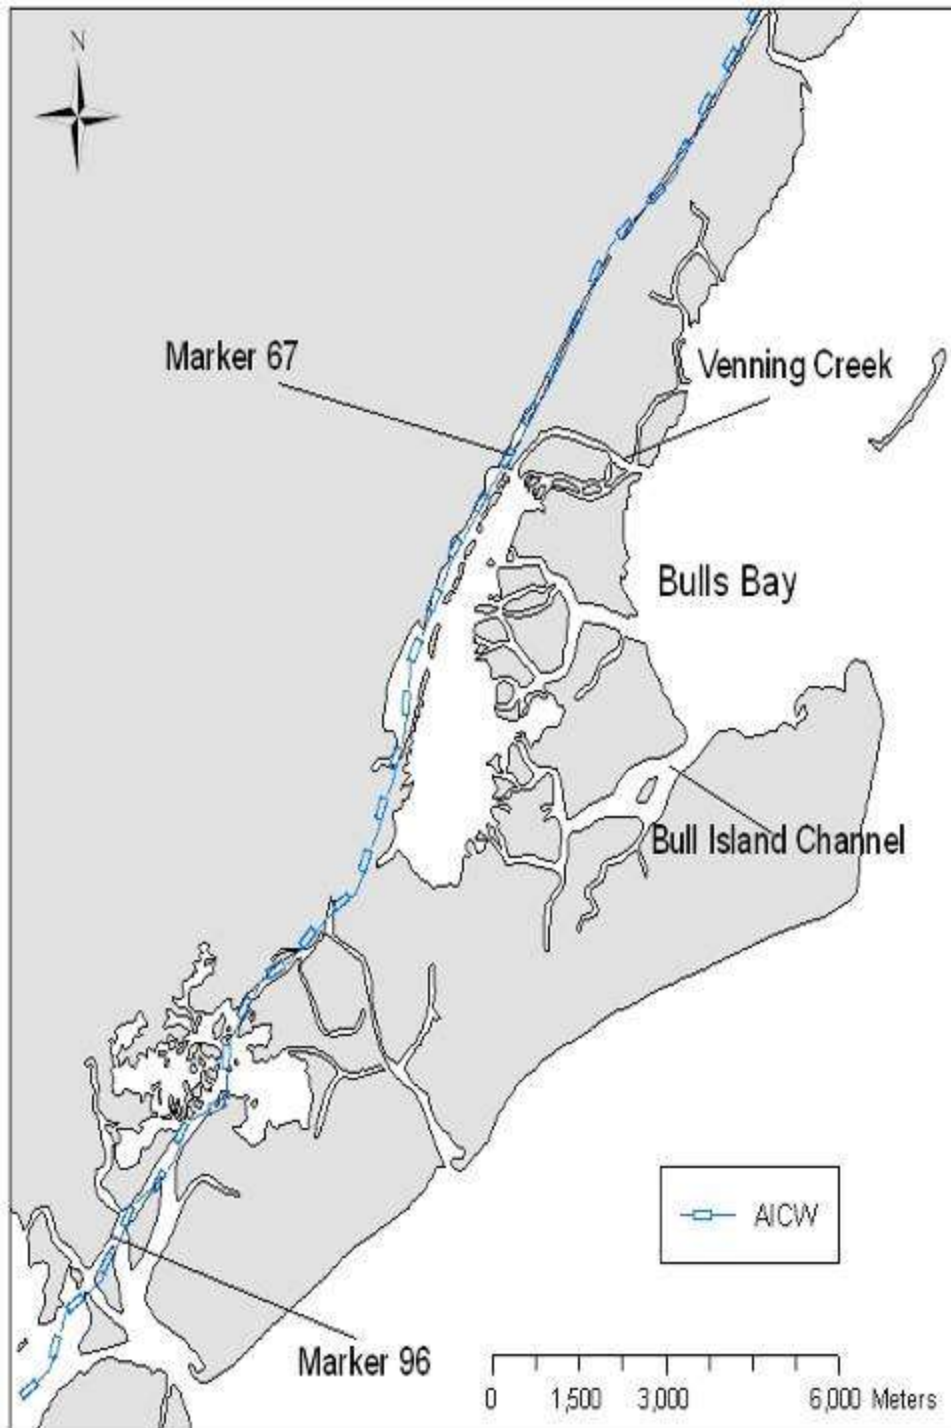 N
Marker 67
Venning Creek
Bulls Bay
Bull Island Channel
AICW
Marker 96
0 1,500 3,000 6,000 Meters